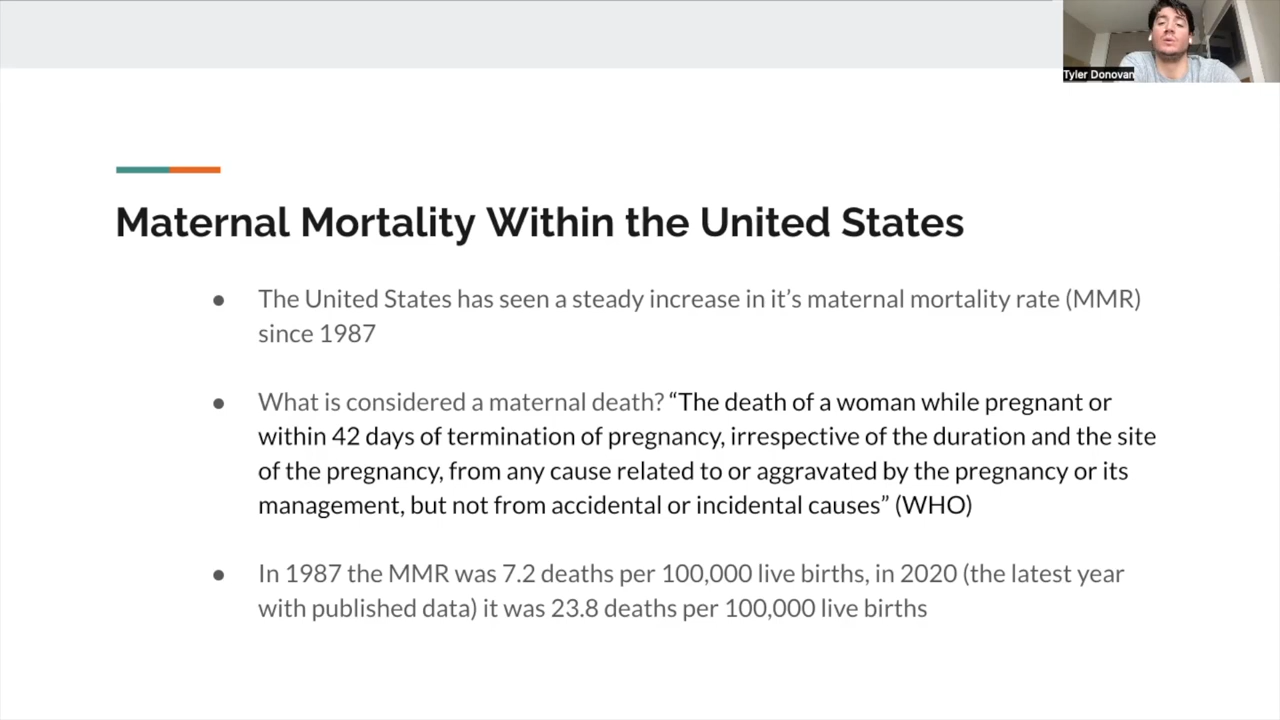 Tyler Donovan
Maternal Mortality Within the United States
● The United States has seen a steady increase in it’s maternal mortality rate (MMR)
since 1987
● What is considered a maternal death? “The death of a woman while pregnant or
within 42 days of termination of pregnancy, irrespective of the duration and the site
of the pregnancy, from any cause related to or aggravated by the pregnancy or its
management, but not from accidental or incidental causes” (WHO)
● In 1987 the MMR was 7.2 deaths per 100,000 live births, in 2020 (the latest year
with published data) it was 23.8 deaths per 100,000 live births